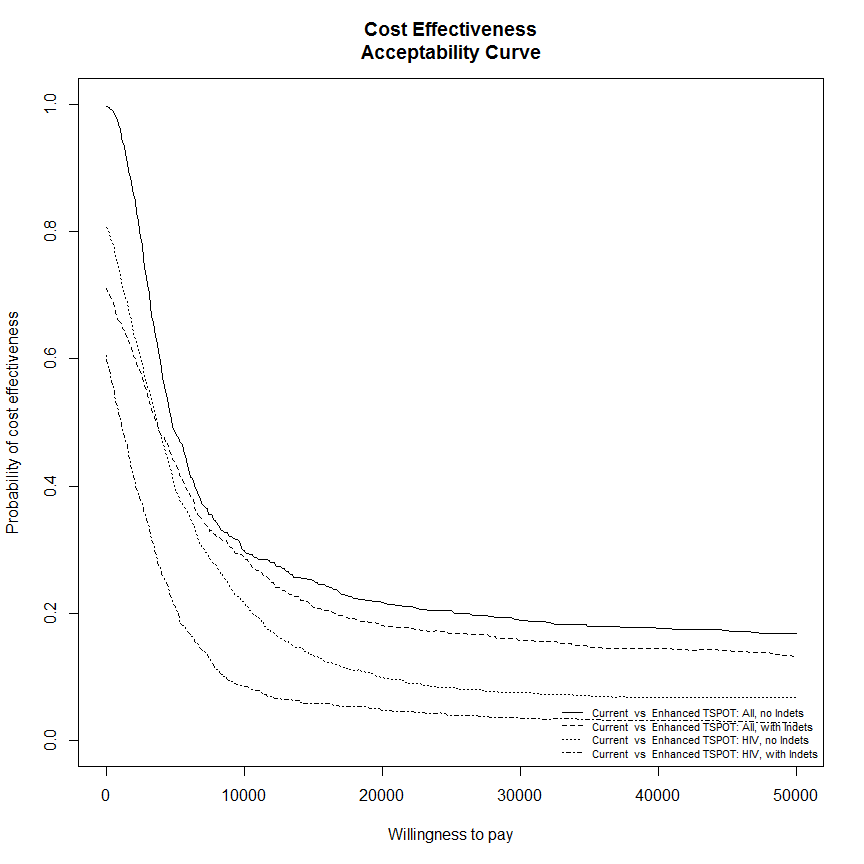 Cost Effectiveness
Acceptability Curve
Probability of cost effectiveness
1.0
0.8
0.6
0.4
0.2
0.0
Current vs Enhanced TSPOT: All, no Indets
Current vs Enhanced TSPOT: All, with Indets
Current vs Enhanced TSPOT: HIV, no Indets
Current vs Enhanced TSPOT: HIV, with Indets
0 10000 20000 30000 40000 50000
Willingness to pay